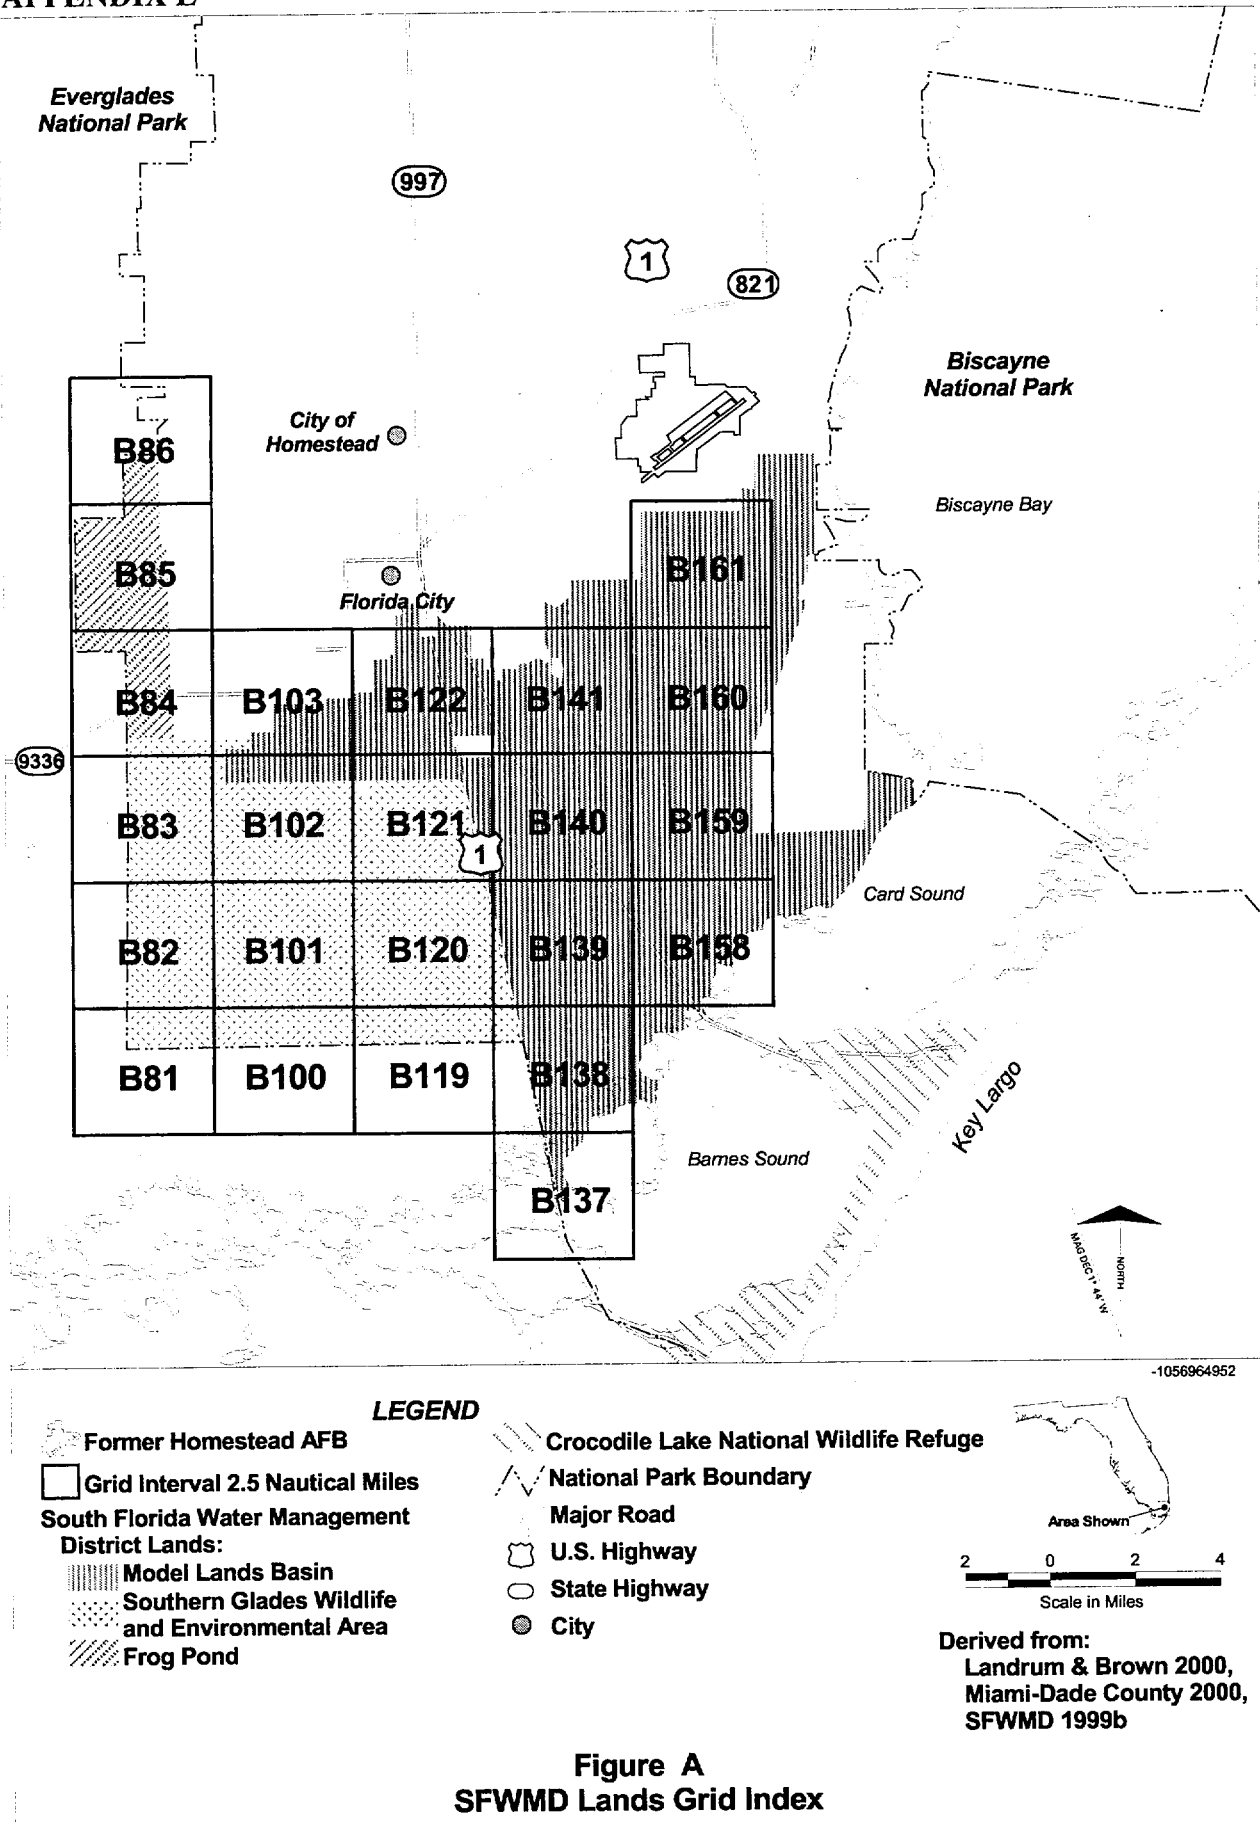 APPENDIX E
Everglades
National Park
997
1
821
Biscayne
National Park
City of
Homestead
B86
Biscayne Bay
B85
B161
Florida City
B84
B103
B122
B141
B160
9336
B83
B102
B121
B140
B159
1
Card Sound
B82
B101
B120
B139
B158
B81
B100
B119
B138
Key Largo
Barnes Sound
B137
MAG DEC 1° 44' W
NORTH
-1056964952
LEGEND
Former Homestead AFB
Grid Interval 2.5 Nautical Miles
South Florida Water Management
District Lands:
Model Lands Basin
Southern Glades Wildlife
and Environmental Area
Frog Pond
Crocodile Lake National Wildlife Refuge
National Park Boundary
Major Road
U.S. Highway
State Highway
City
Area Shown
2 0 2 4
Scale in Miles
Derived from:
Landrum & Brown 2000,
Miami-Dade County 2000,
SFWMD 1999b
Figure A
SFWMD Lands Grid Index